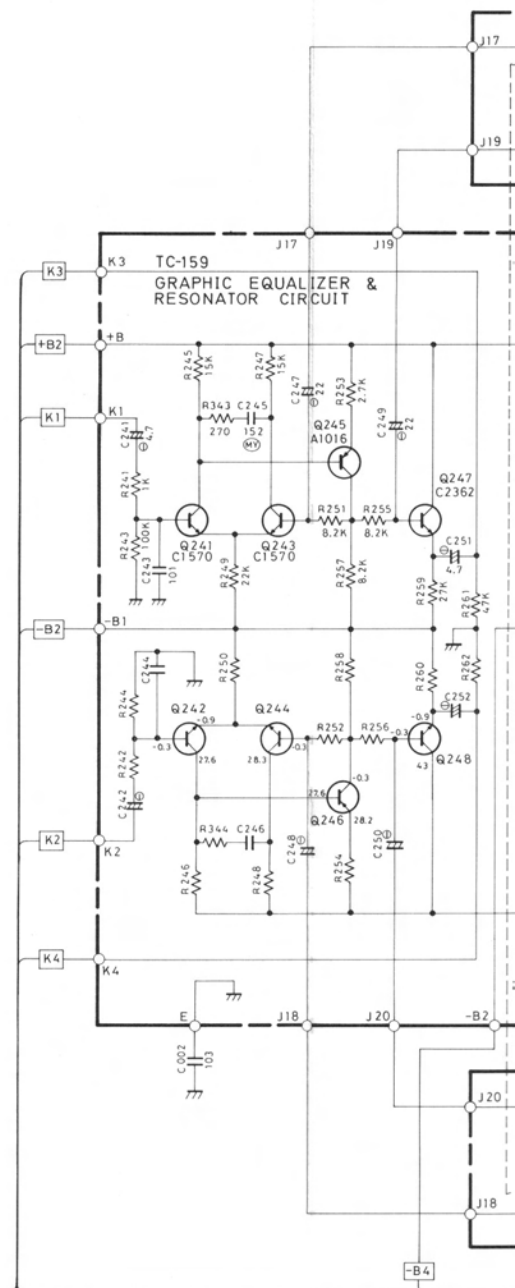 J17
J19
J17
J19
K3
K3
TC-159
GRAPHIC EQUALIZER &
RESONATOR CIRCUIT
+B2
+B
R245
15K
R247
15K
C247
22
R253
2.7K
C249
22
K1
K1
C241
4.7
R343
270
C245
152
MY
Q245
A1016
R241
1K
Q247
C2362
R243
100K
C243
101
Q241
C1570
Q243
C1570
R251
8.2K
R255
8.2K
C251
4.7
R249
22K
R257
8.2K
R259
27K
R261
47K
-B2
-B1
C244
R250
R258
R260
R262
R244
Q242
Q244
C252
-0.9
-0.9
R252
R256
-0.3
-0.3
-0.3
R242
27.6
28.3
Q248
43
-0.3
C242
27.6
Q246
28.2
K2
K2
R344
C246
C248
C250
R246
R248
R254
K4
K4
E
J18
J20
-B2
C002
103
J20
J18
-B4